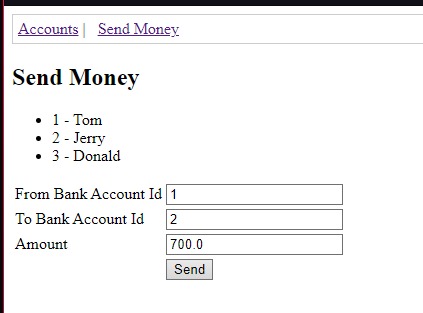 Accounts | Send Money
Send Money
1 - Tom
2 - Jerry
3 - Donald
From Bank Account Id 1
To Bank Account Id 2
Amount 700.0
Send